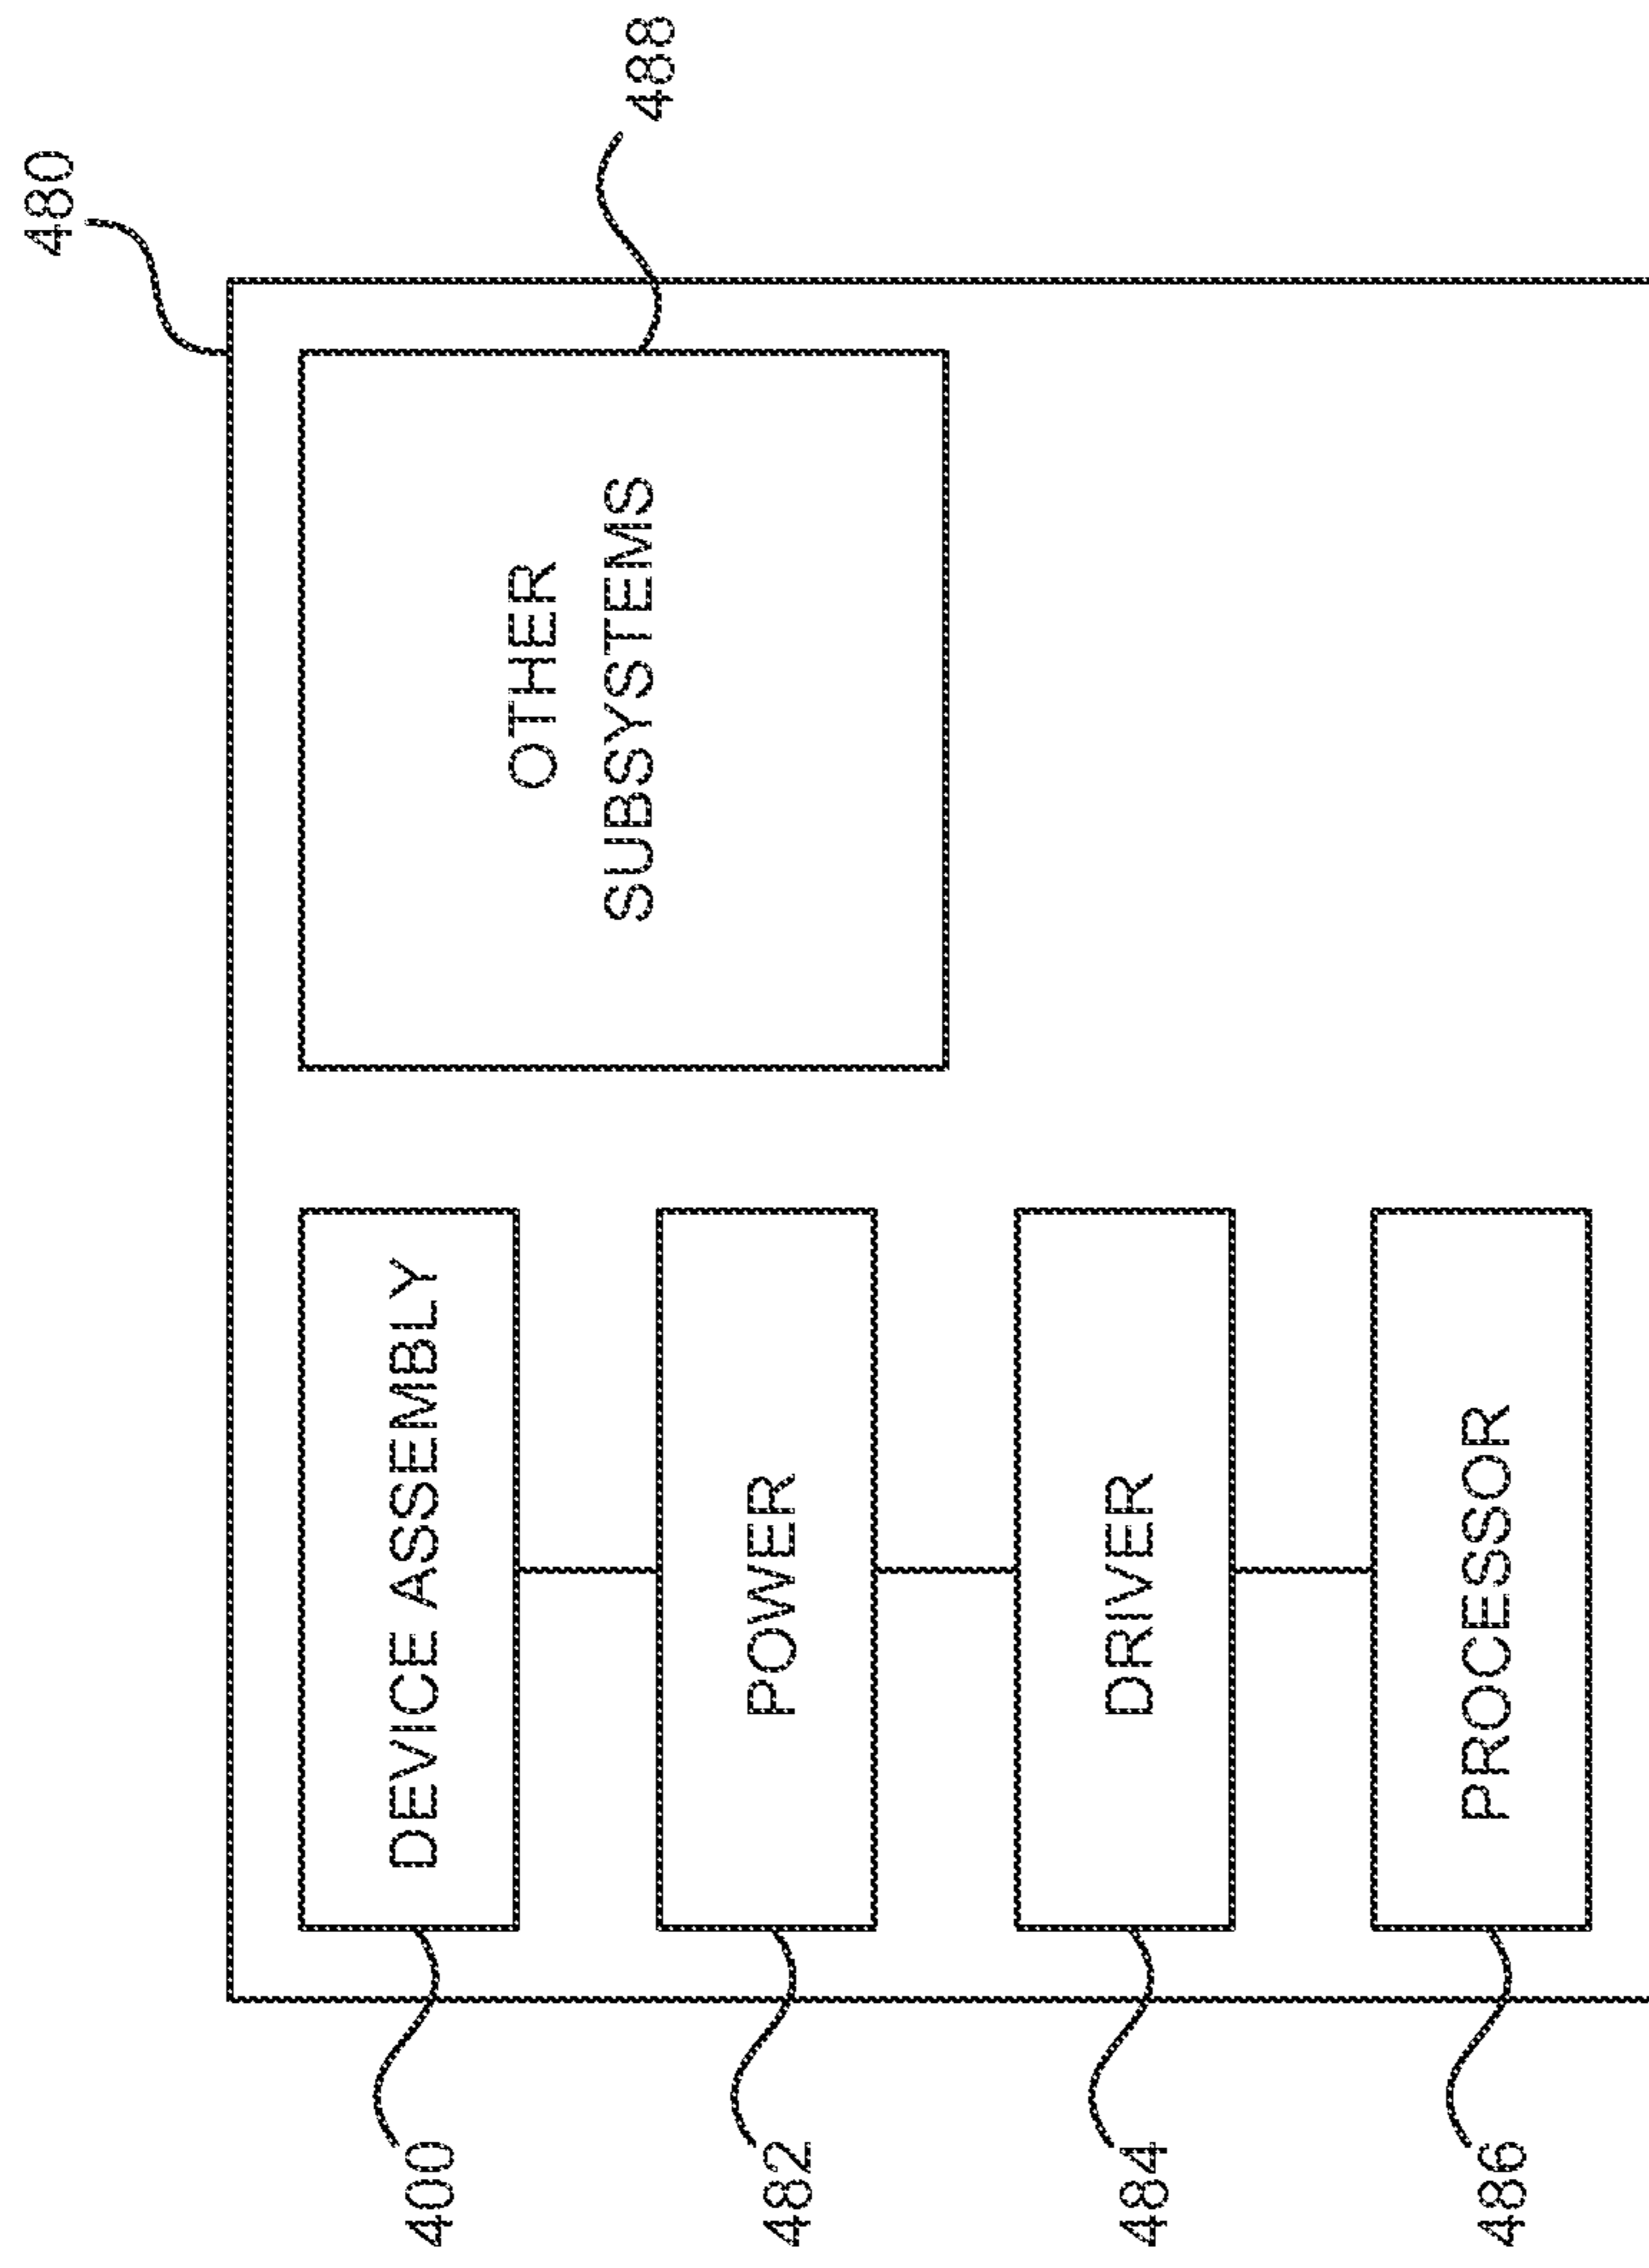 480
400
DEVICE ASSEMBLY
OTHER
SUBSYSTEMS
488
482
POWER
484
DRIVER
486
PROCESSOR